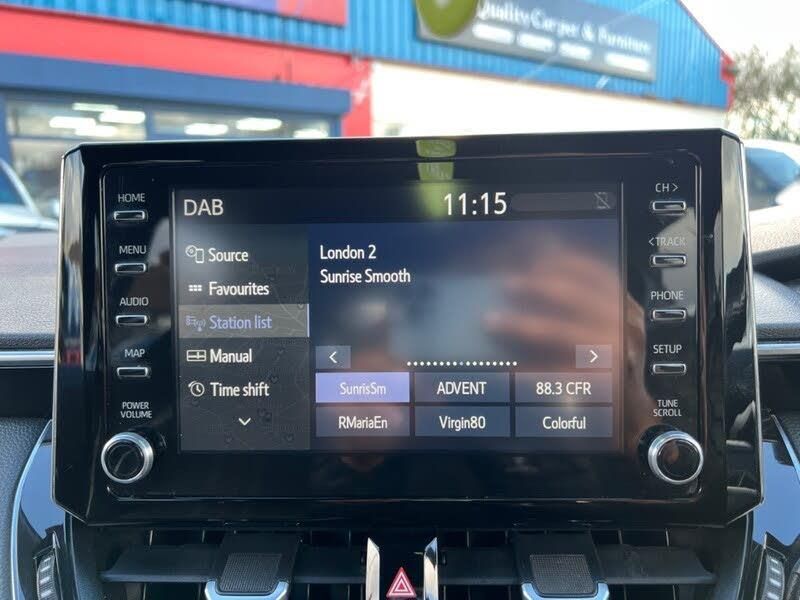 Quality Carpet & Furniture
HOME
MENU
AUDIO
MAP
POWER
VOLUME
DAB
11:15
Source
Favourites
Station list
Manual
Time shift
London 2
Sunrise Smooth
SunrisSm
ADVENT
88.3 CFR
RMariaEn
Virgin80
Colorful
CH >
< TRACK
PHONE
SETUP
TUNE
SCROLL